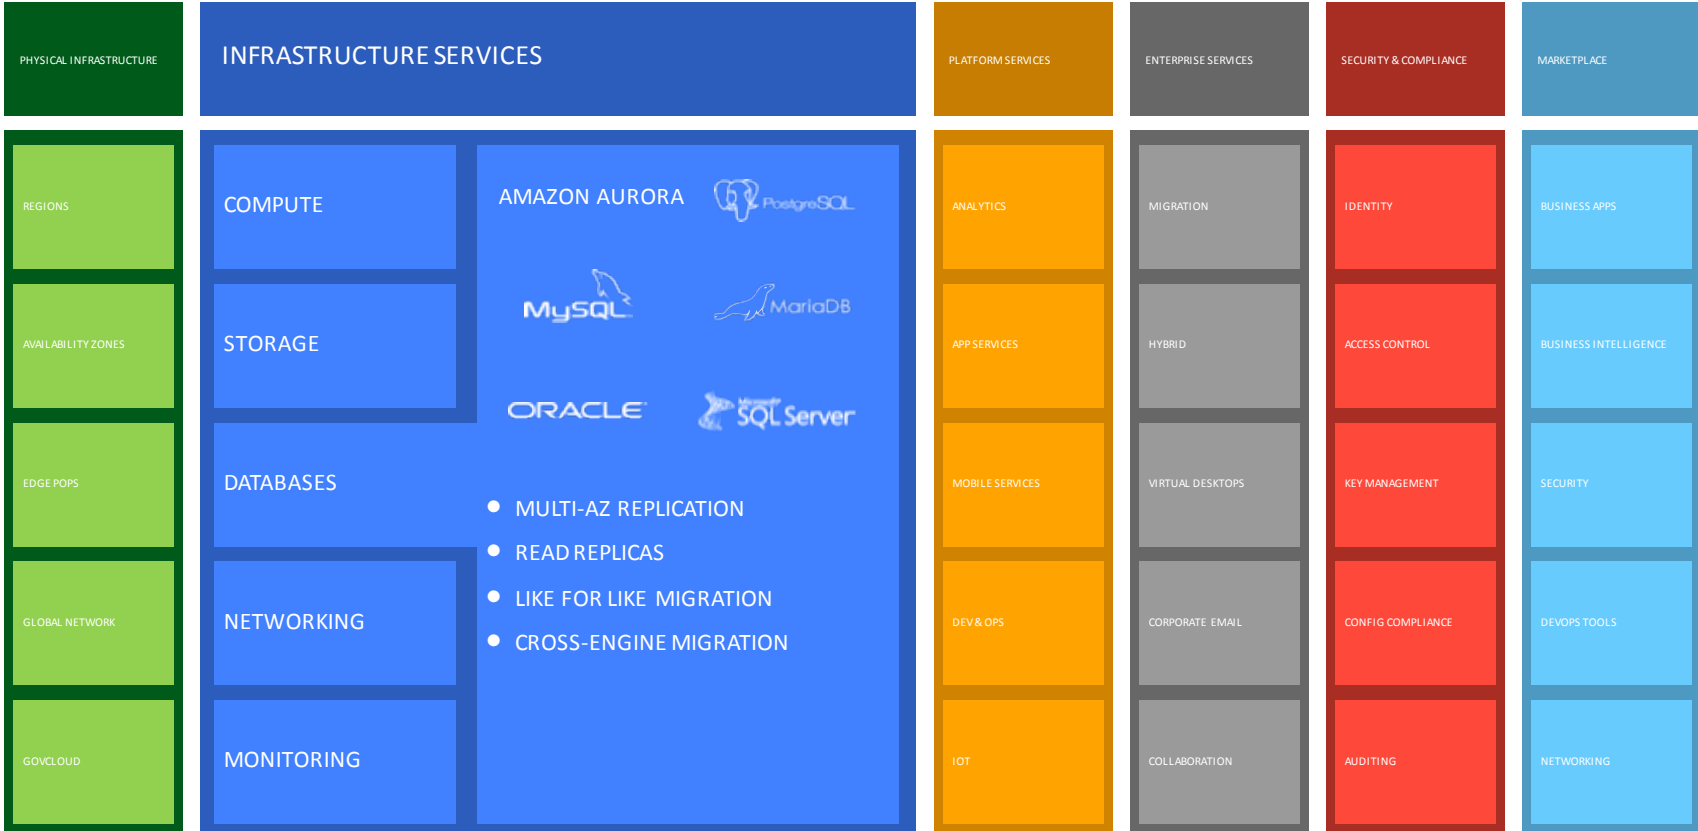 PHYSICAL INFRASTRUCTURE
REGIONS
AVAILABILITY ZONES
EDGE POPS
GLOBAL NETWORK
GOVCLOUD
INFRASTRUCTURE SERVICES
COMPUTE
STORAGE
DATABASES
NETWORKING
MONITORING
AMAZON AURORA
PostgreSQL
MySQL
MariaDB
ORACLE
Microsoft
SQL Server
• MULTI-AZ REPLICATION
• READ REPLICAS
• LIKE FOR LIKE MIGRATION
• CROSS-ENGINE MIGRATION
PLATFORM SERVICES
ANALYTICS
APP SERVICES
MOBILE SERVICES
DEV & OPS
IOT
ENTERPRISE SERVICES
MIGRATION
HYBRID
VIRTUAL DESKTOPS
CORPORATE EMAIL
COLLABORATION
SECURITY & COMPLIANCE
IDENTITY
ACCESS CONTROL
KEY MANAGEMENT
CONFIG COMPLIANCE
AUDITING
MARKETPLACE
BUSINESS APPS
BUSINESS INTELLIGENCE
SECURITY
DEVOPS TOOLS
NETWORKING